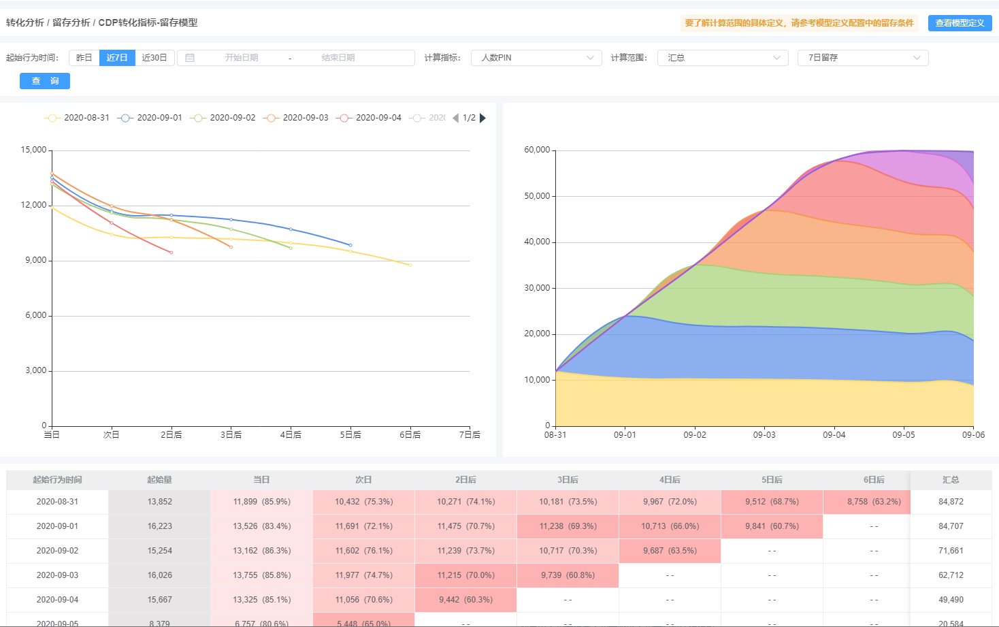 转化分析 / 留存分析 / CDP转化指标-留存模型
要了解计算范围的具体定义，请参考模型定义配置中的留存条件
查看模型定义
起始行为时间： 昨日 近7日 近30日 开始日期 - 结束日期 计算指标： 人数PIN 计算范围： 汇总 7日留存
查 询
2020-08-31 2020-09-01 2020-09-02 2020-09-03 2020-09-04 1/2
15,000
12,000
9,000
6,000
3,000
0
当日 次日 2日后 3日后 4日后 5日后 6日后 7日后
60,000
50,000
40,000
30,000
20,000
10,000
0
08-31 09-01 09-02 09-03 09-04 09-05 09-06
起始行为时间 起始量 当日 次日 2日后 3日后 4日后 5日后 6日后 汇总
2020-08-31 13,852 11,899 (85.9%) 10,432 (75.3%) 10,271 (74.1%) 10,181 (73.5%) 9,967 (72.0%) 9,512 (68.7%) 8,758 (63.2%) 84,872
2020-09-01 16,223 13,526 (83.4%) 11,691 (72.1%) 11,475 (70.7%) 11,238 (69.3%) 10,713 (66.0%) 9,841 (60.7%) - - 84,707
2020-09-02 15,254 13,162 (86.3%) 11,602 (76.1%) 11,239 (73.7%) 10,717 (70.3%) 9,687 (63.5%) - - - - 71,661
2020-09-03 16,026 13,755 (85.8%) 11,977 (74.7%) 11,215 (70.0%) 9,739 (60.8%) - - - - - - 62,712
2020-09-04 15,667 13,325 (85.1%) 11,056 (70.6%) 9,442 (60.3%) - - - - - - - - 49,490
2020-09-05 8,379 6,757 (80.6%) 5,448 (65.0%) - - - - - - - - - - 20,584